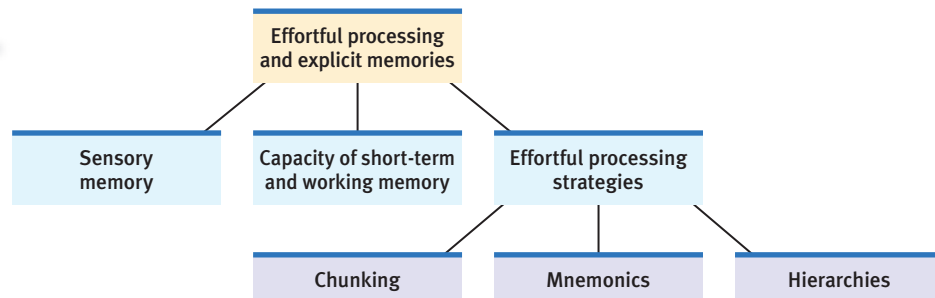 Effortful processing
and explicit memories
Sensory
memory
Capacity of short-term
and working memory
Effortful processing
strategies
Chunking
Mnemonics
Hierarchies